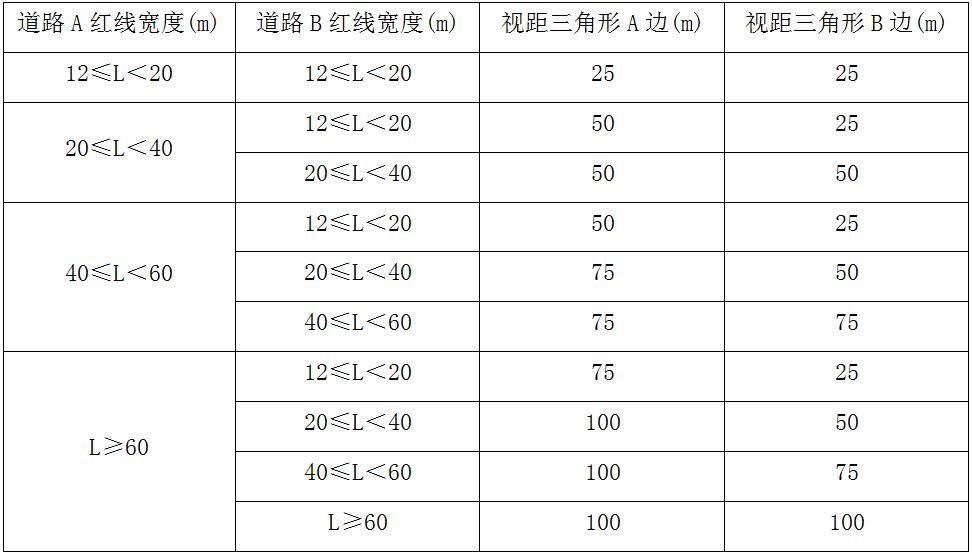 道路A红线宽度(m) 道路B红线宽度(m) 视距三角形A边(m) 视距三角形B边(m)
12≤L＜20 12≤L＜20 25 25
20≤L＜40 12≤L＜20 50 25
20≤L＜40 50 50
40≤L＜60 12≤L＜20 50 25
20≤L＜40 75 50
40≤L＜60 75 75
L≥60 12≤L＜20 75 25
20≤L＜40 100 50
40≤L＜60 100 75
L≥60 100 100